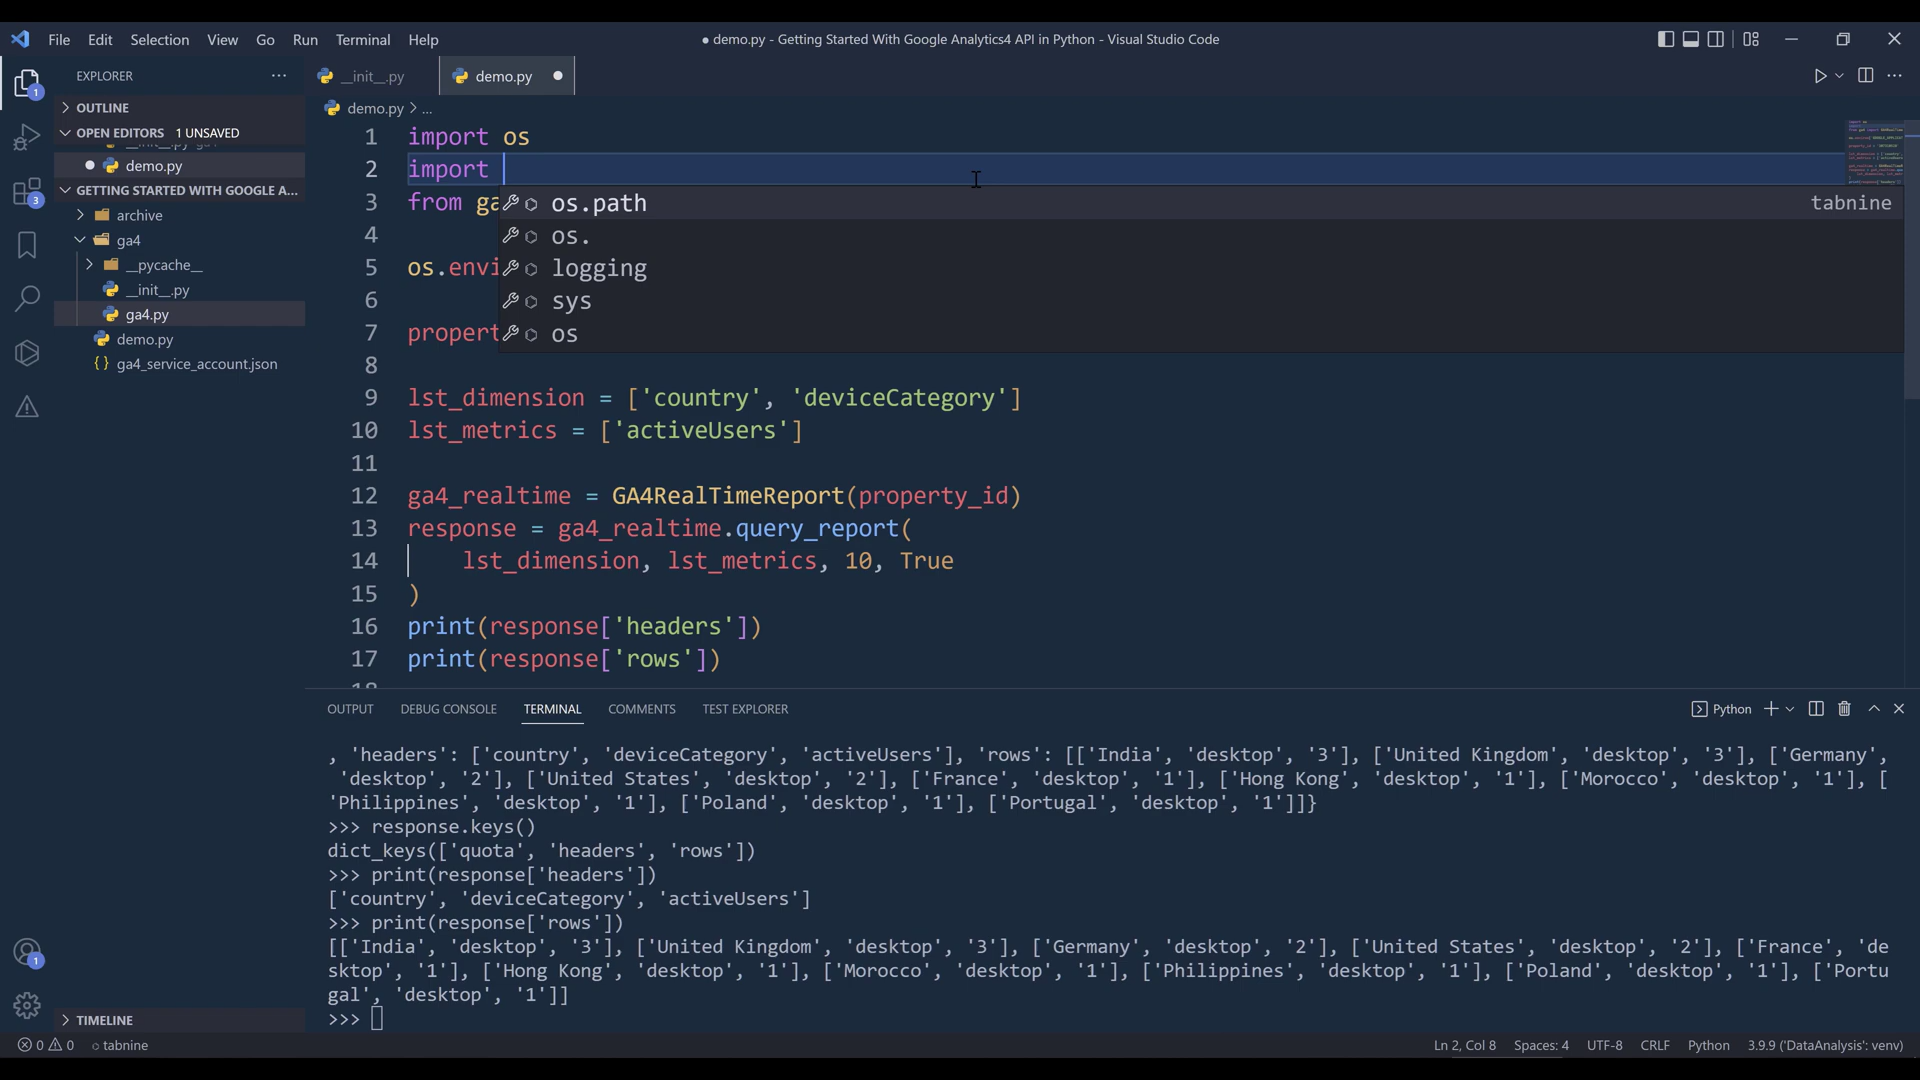 File Edit Selection View Go Run Terminal Help
● demo.py - Getting Started With Google Analytics4 API in Python - Visual Studio Code
EXPLORER ...
__init__.py
demo.py ●
OUTLINE
demo.py > ...
OPEN EDITORS 1 UNSAVED
__init__.py ga4
● demo.py
GETTING STARTED WITH GOOGLE A...
archive
ga4
__pycache__
__init__.py
ga4.py
demo.py
{ } ga4_service_account.json
1 import os
2 import
3 from ga
4
5 os.envi
6
7 propert
8
9 lst_dimension = ['country', 'deviceCategory']
10 lst_metrics = ['activeUsers']
11
12 ga4_realtime = GA4RealTimeReport(property_id)
13 response = ga4_realtime.query_report(
14 lst_dimension, lst_metrics, 10, True
15 )
16 print(response['headers'])
17 print(response['rows'])
18
os.path tabnine
os.
logging
sys
os
OUTPUT DEBUG CONSOLE TERMINAL COMMENTS TEST EXPLORER
Python
, 'headers': ['country', 'deviceCategory', 'activeUsers'], 'rows': [['India', 'desktop', '3'], ['United Kingdom', 'desktop', '3'], ['Germany',
'desktop', '2'], ['United States', 'desktop', '2'], ['France', 'desktop', '1'], ['Hong Kong', 'desktop', '1'], ['Morocco', 'desktop', '1'], [
'Philippines', 'desktop', '1'], ['Poland', 'desktop', '1'], ['Portugal', 'desktop', '1']]}
>>> response.keys()
dict_keys(['quota', 'headers', 'rows'])
>>> print(response['headers'])
['country', 'deviceCategory', 'activeUsers']
>>> print(response['rows'])
[['India', 'desktop', '3'], ['United Kingdom', 'desktop', '3'], ['Germany', 'desktop', '2'], ['United States', 'desktop', '2'], ['France', 'de
sktop', '1'], ['Hong Kong', 'desktop', '1'], ['Morocco', 'desktop', '1'], ['Philippines', 'desktop', '1'], ['Poland', 'desktop', '1'], ['Portu
gal', 'desktop', '1']]
>>>
1
3
1
TIMELINE
0 0 tabnine
Ln 2, Col 8 Spaces: 4 UTF-8 CRLF Python 3.9.9 ('DataAnalysis': venv)